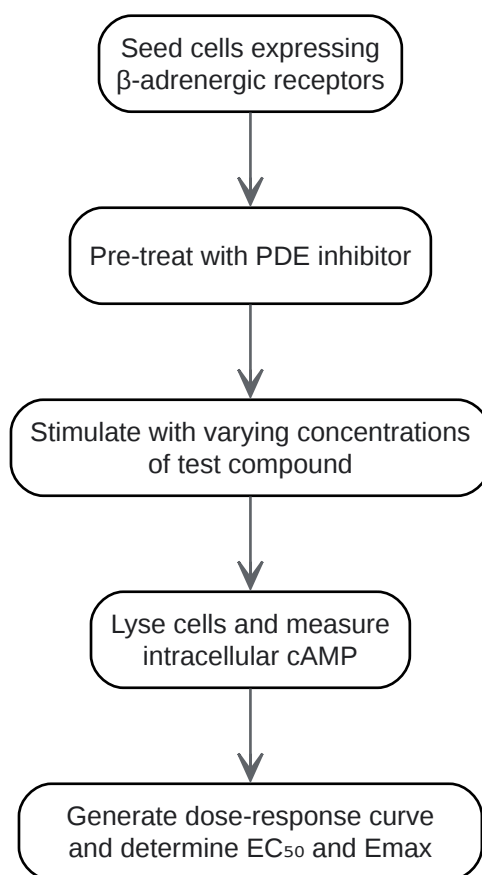 Seed cells expressing
β-adrenergic receptors
Pre-treat with PDE inhibitor
Stimulate with varying concentrations
of test compound
Lyse cells and measure
intracellular cAMP
Generate dose-response curve
and determine EC₅₀ and Emax